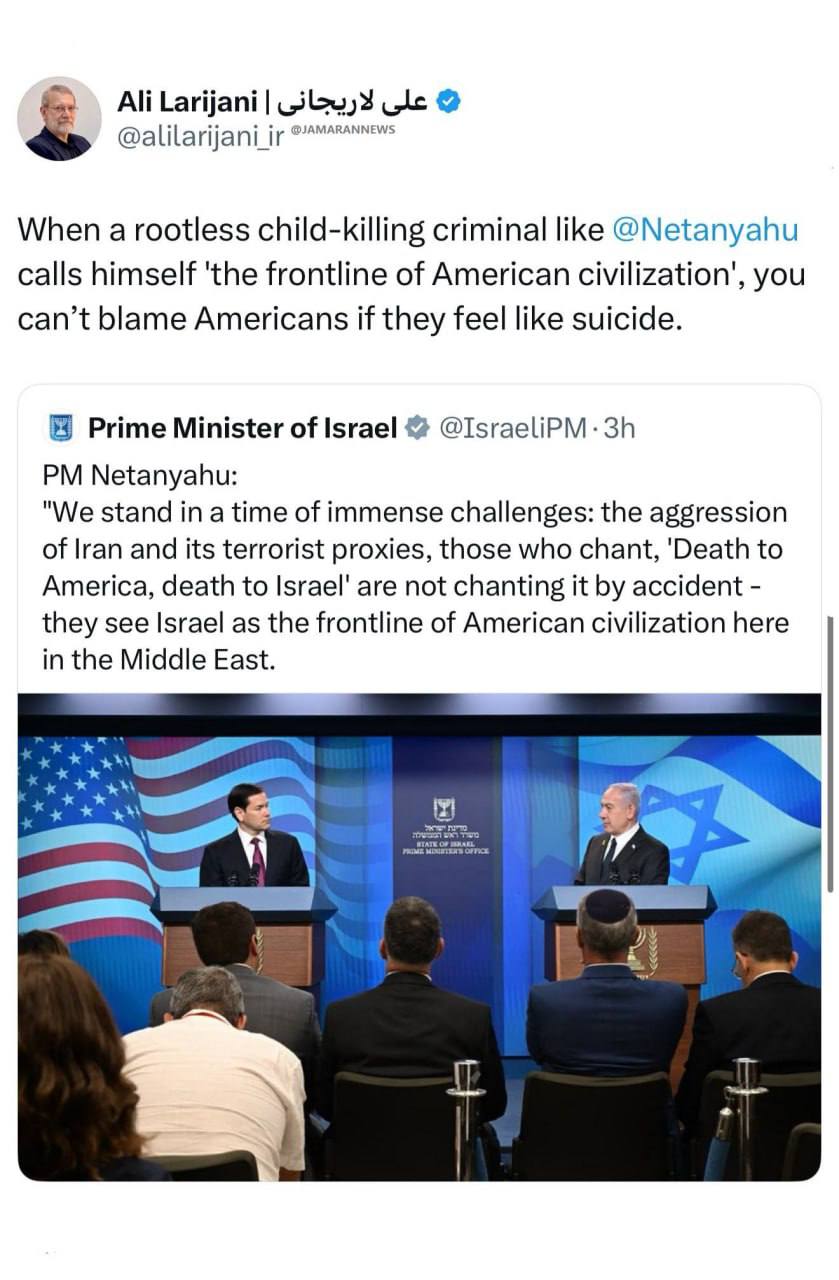 Ali Larijani | علی لاریجانی
@alilarijani_ir @JAMARANNEWS
When a rootless child-killing criminal like @Netanyahu
calls himself 'the frontline of American civilization', you
can’t blame Americans if they feel like suicide.
Prime Minister of Israel @IsraeliPM · 3h
PM Netanyahu:
"We stand in a time of immense challenges: the aggression
of Iran and its terrorist proxies, those who chant, 'Death to
America, death to Israel' are not chanting it by accident -
they see Israel as the frontline of American civilization here
in the Middle East.
מדינת ישראל
משרד ראש הממשלה
STATE OF ISRAEL
PRIME MINISTER'S OFFICE